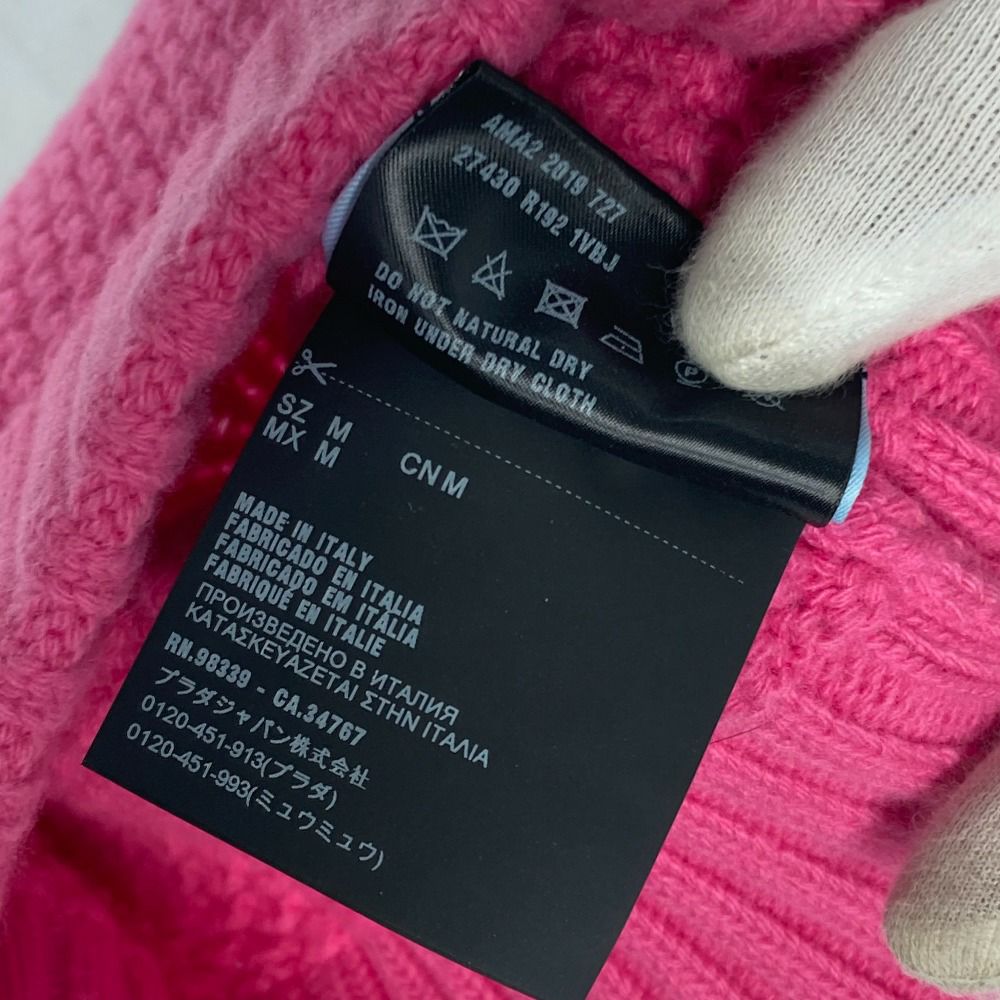 AMA2 2019 727
27430 R192 1VBJ
DO NOT NATURAL DRY
IRON UNDER DRY CLOTH
P
SZ M
MX M
CN M
MADE IN ITALY
FABRICADO EN ITALIA
FABRICADO EM ITÁLIA
FABRIQUÉ EN ITALIE
ПРОИЗВЕДЕНО В ИТАЛИЯ
ΚΑΤΑΣΚΕΥΑΖΕΤΑΙ ΣΤΗΝ ΙΤΑΛΙΑ
RN.98339 - CA.34767
プラダジャパン株式会社
0120-451-913(プラダ)
0120-451-993(ミュウミュウ)